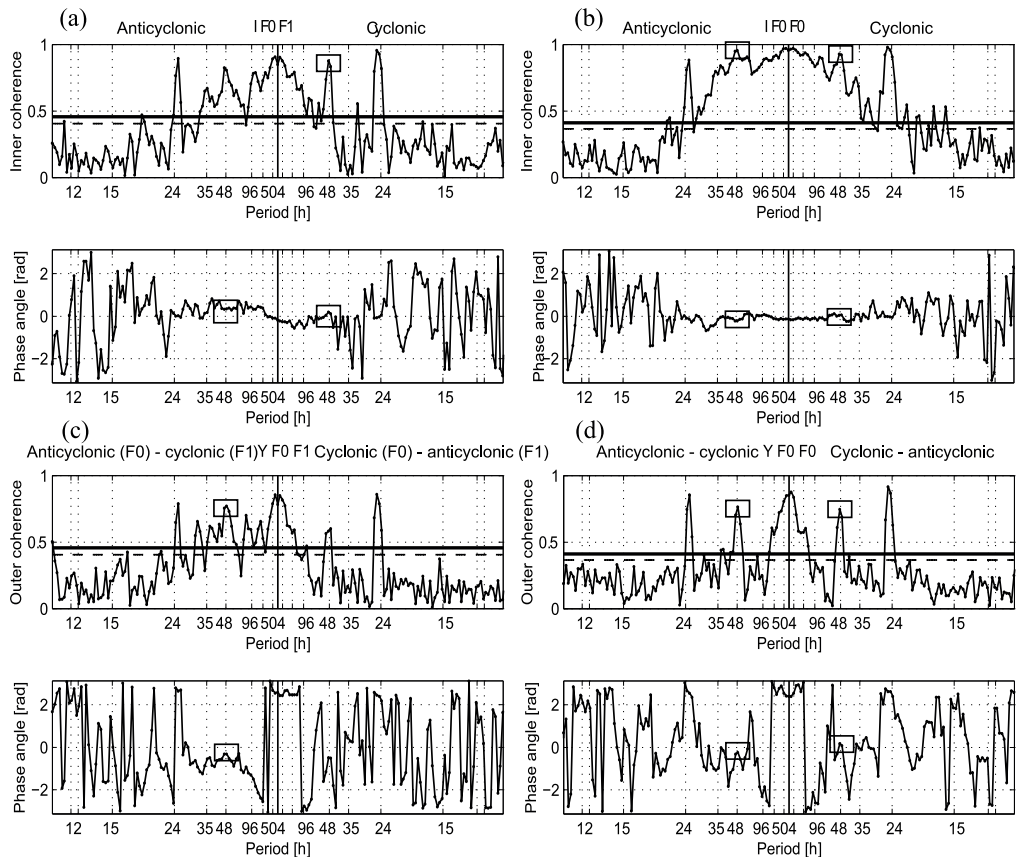 (a) (b)
Anticyclonic I F0 F1 Cyclonic Anticyclonic I F0 F0 Cyclonic
Inner coherence
1
0.5
0
12 15 24 35 48 96 504 96 48 35 24 15
Period [h]
Inner coherence
1
0.5
0
12 15 24 35 48 96 504 96 48 35 24 15
Period [h]
Phase angle [rad]
2
0
−2
12 15 24 35 48 96 504 96 48 35 24 15
Period [h]
Phase angle [rad]
2
0
−2
12 15 24 35 48 96 504 96 48 35 24 15
Period [h]
(c) (d)
Anticyclonic (F0) - cyclonic (F1) Y F0 F1 Cyclonic (F0) - anticyclonic (F1) Anticyclonic - cyclonic Y F0 F0 Cyclonic - anticyclonic
Outer coherence
1
0.5
0
12 15 24 35 48 96 504 96 48 35 24 15
Period [h]
Outer coherence
1
0.5
0
12 15 24 35 48 96 504 96 48 35 24 15
Period [h]
Phase angle [rad]
2
0
−2
12 15 24 35 48 96 504 96 48 35 24 15
Period [h]
Phase angle [rad]
2
0
−2
12 15 24 35 48 96 504 96 48 35 24 15
Period [h]